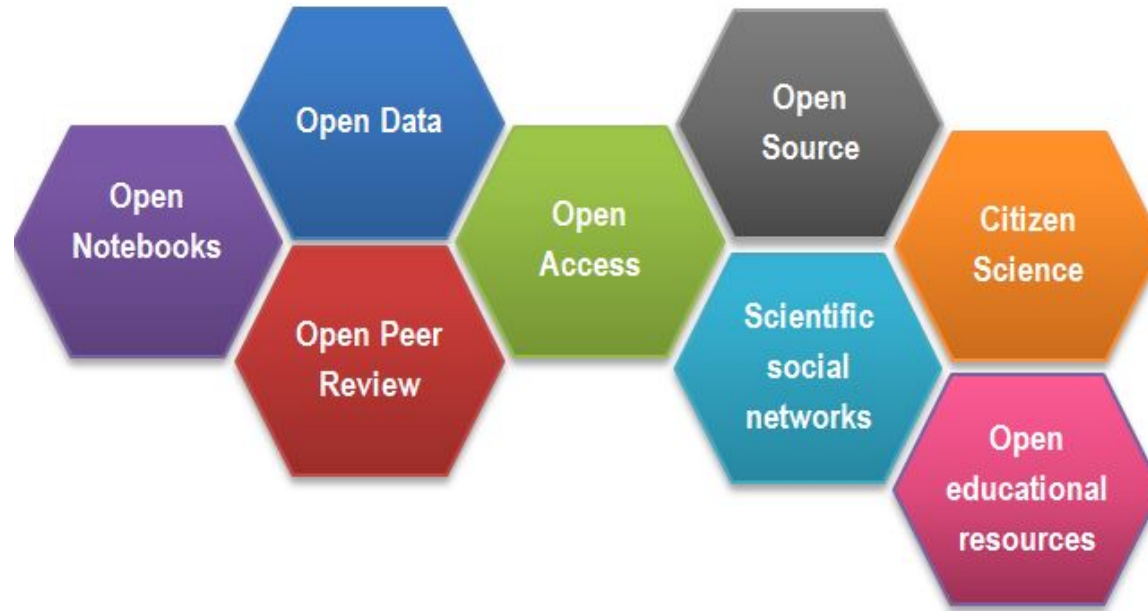 Open Data
Open
Source
Open
Notebooks
Open
Access
Citizen
Science
Open Peer
Review
Scientific
social
networks
Open
educational
resources